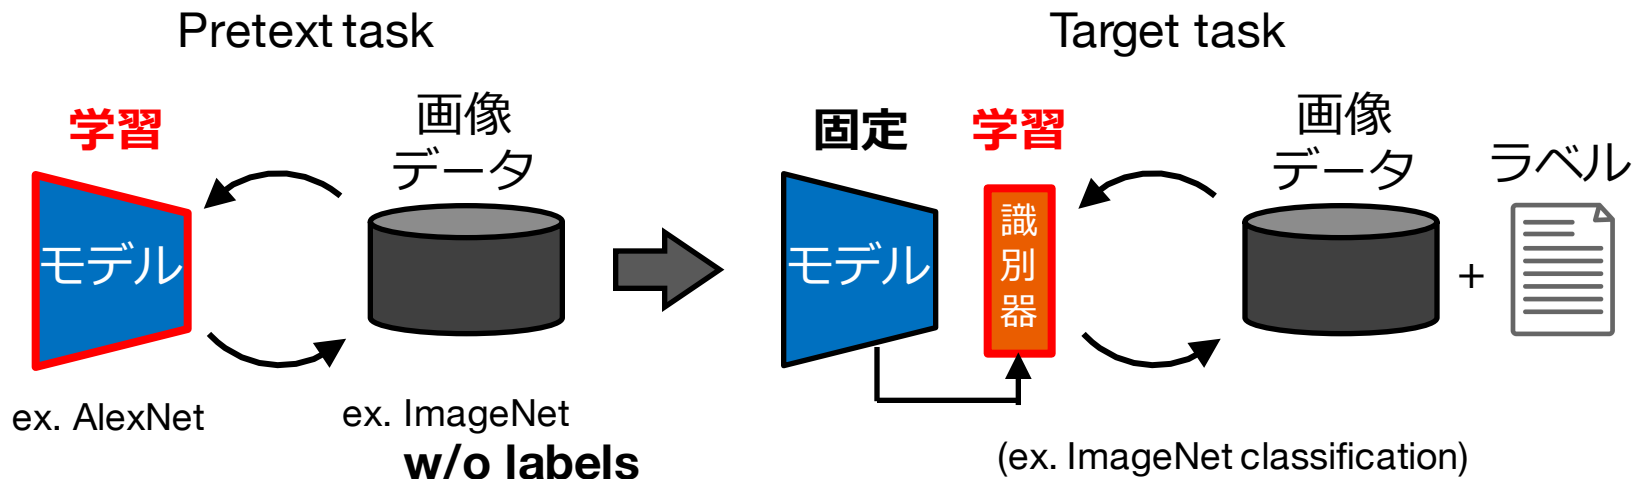 Pretext task
学習
画像
データ
モデル
ex. AlexNet
ex. ImageNet
w/o labels
Target task
固定
学習
画像
データ
ラベル
モデル
識別器
+
(ex. ImageNet classification)